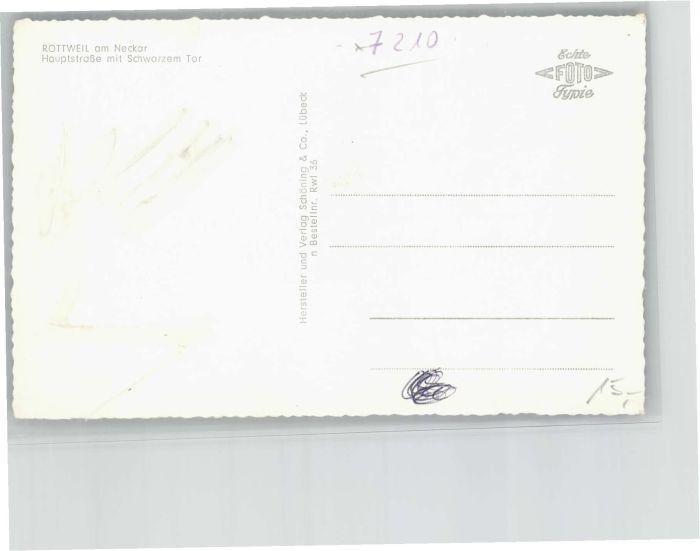 ROTTWEIL am Neckar
Hauptstraße mit Schwarzem Tor
7210
Echte
FOTO
Typie
Hersteller und Verlag Schöning & Co., Lübeck
n Bestellnr. Rwl 36
15,-